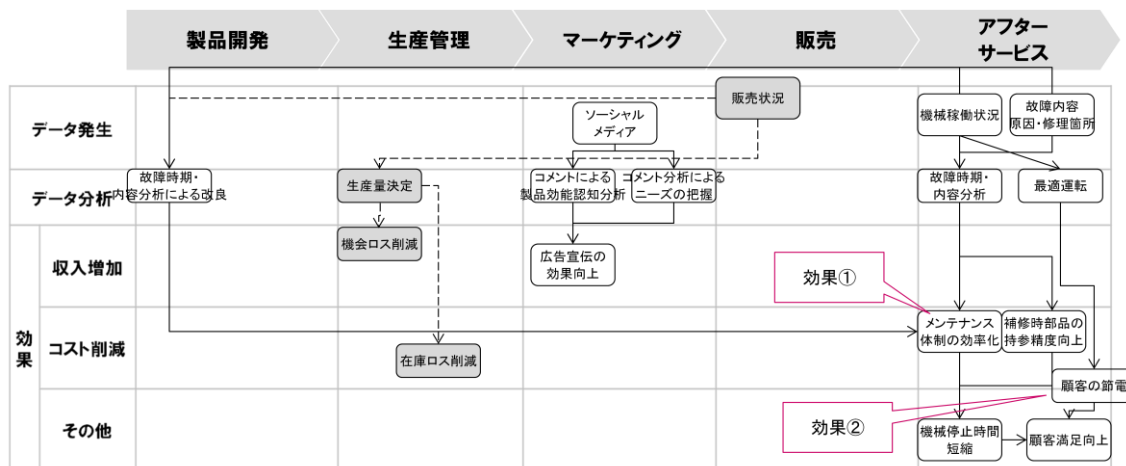 製品開発
生産管理
マーケティング
販売
アフター
サービス
データ発生
販売状況
ソーシャル
メディア
機械稼働状況
故障内容
原因・修理箇所
データ分析
故障時期・
内容分析による改良
生産量決定
コメントによる
製品効能認知分析
コメント分析による
ニーズの把握
故障時期・
内容分析
最適運転
効果
収入増加
機会ロス削減
広告宣伝の
効果向上
効果①
コスト削減
在庫ロス削減
メンテナンス
体制の効率化
補修時部品の
持参精度向上
顧客の節電
その他
効果②
機械停止時間
短縮
顧客満足向上